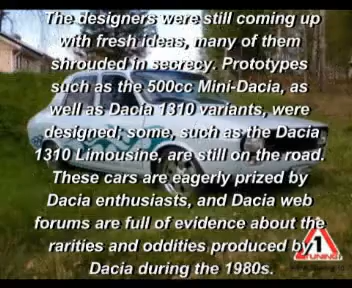 The designers were still coming up
with fresh ideas, many of them
shrouded in secrecy. Prototypes
such as the 500cc Mini-Dacia, as
well as Dacia 1310 variants, were
designed; some, such as the Dacia
1310 Limousine, are still on the road.
These cars are eagerly prized by
Dacia enthusiasts, and Dacia web
forums are full of evidence about the
rarities and oddities produced by
Dacia during the 1980s.
1
TUNING